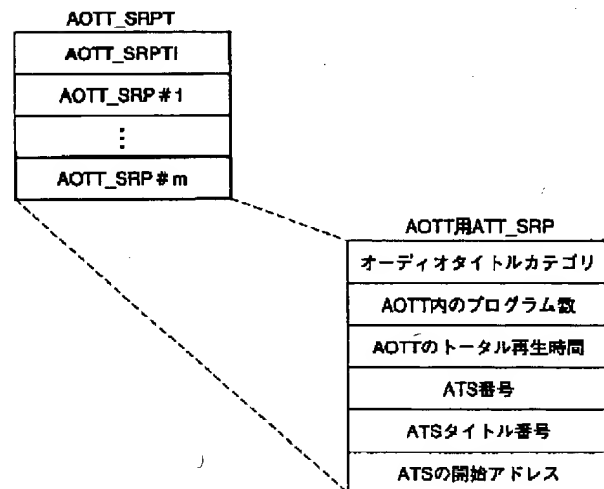 AOTT_SRPT
AOTT_SRPTI
AOTT_SRP#1
⋮
AOTT_SRP#m
AOTT用ATT_SRP
オーディオタイトルカテゴリ
AOTT内のプログラム数
AOTTのトータル再生時間
ATS番号
ATSタイトル番号
ATSの開始アドレス